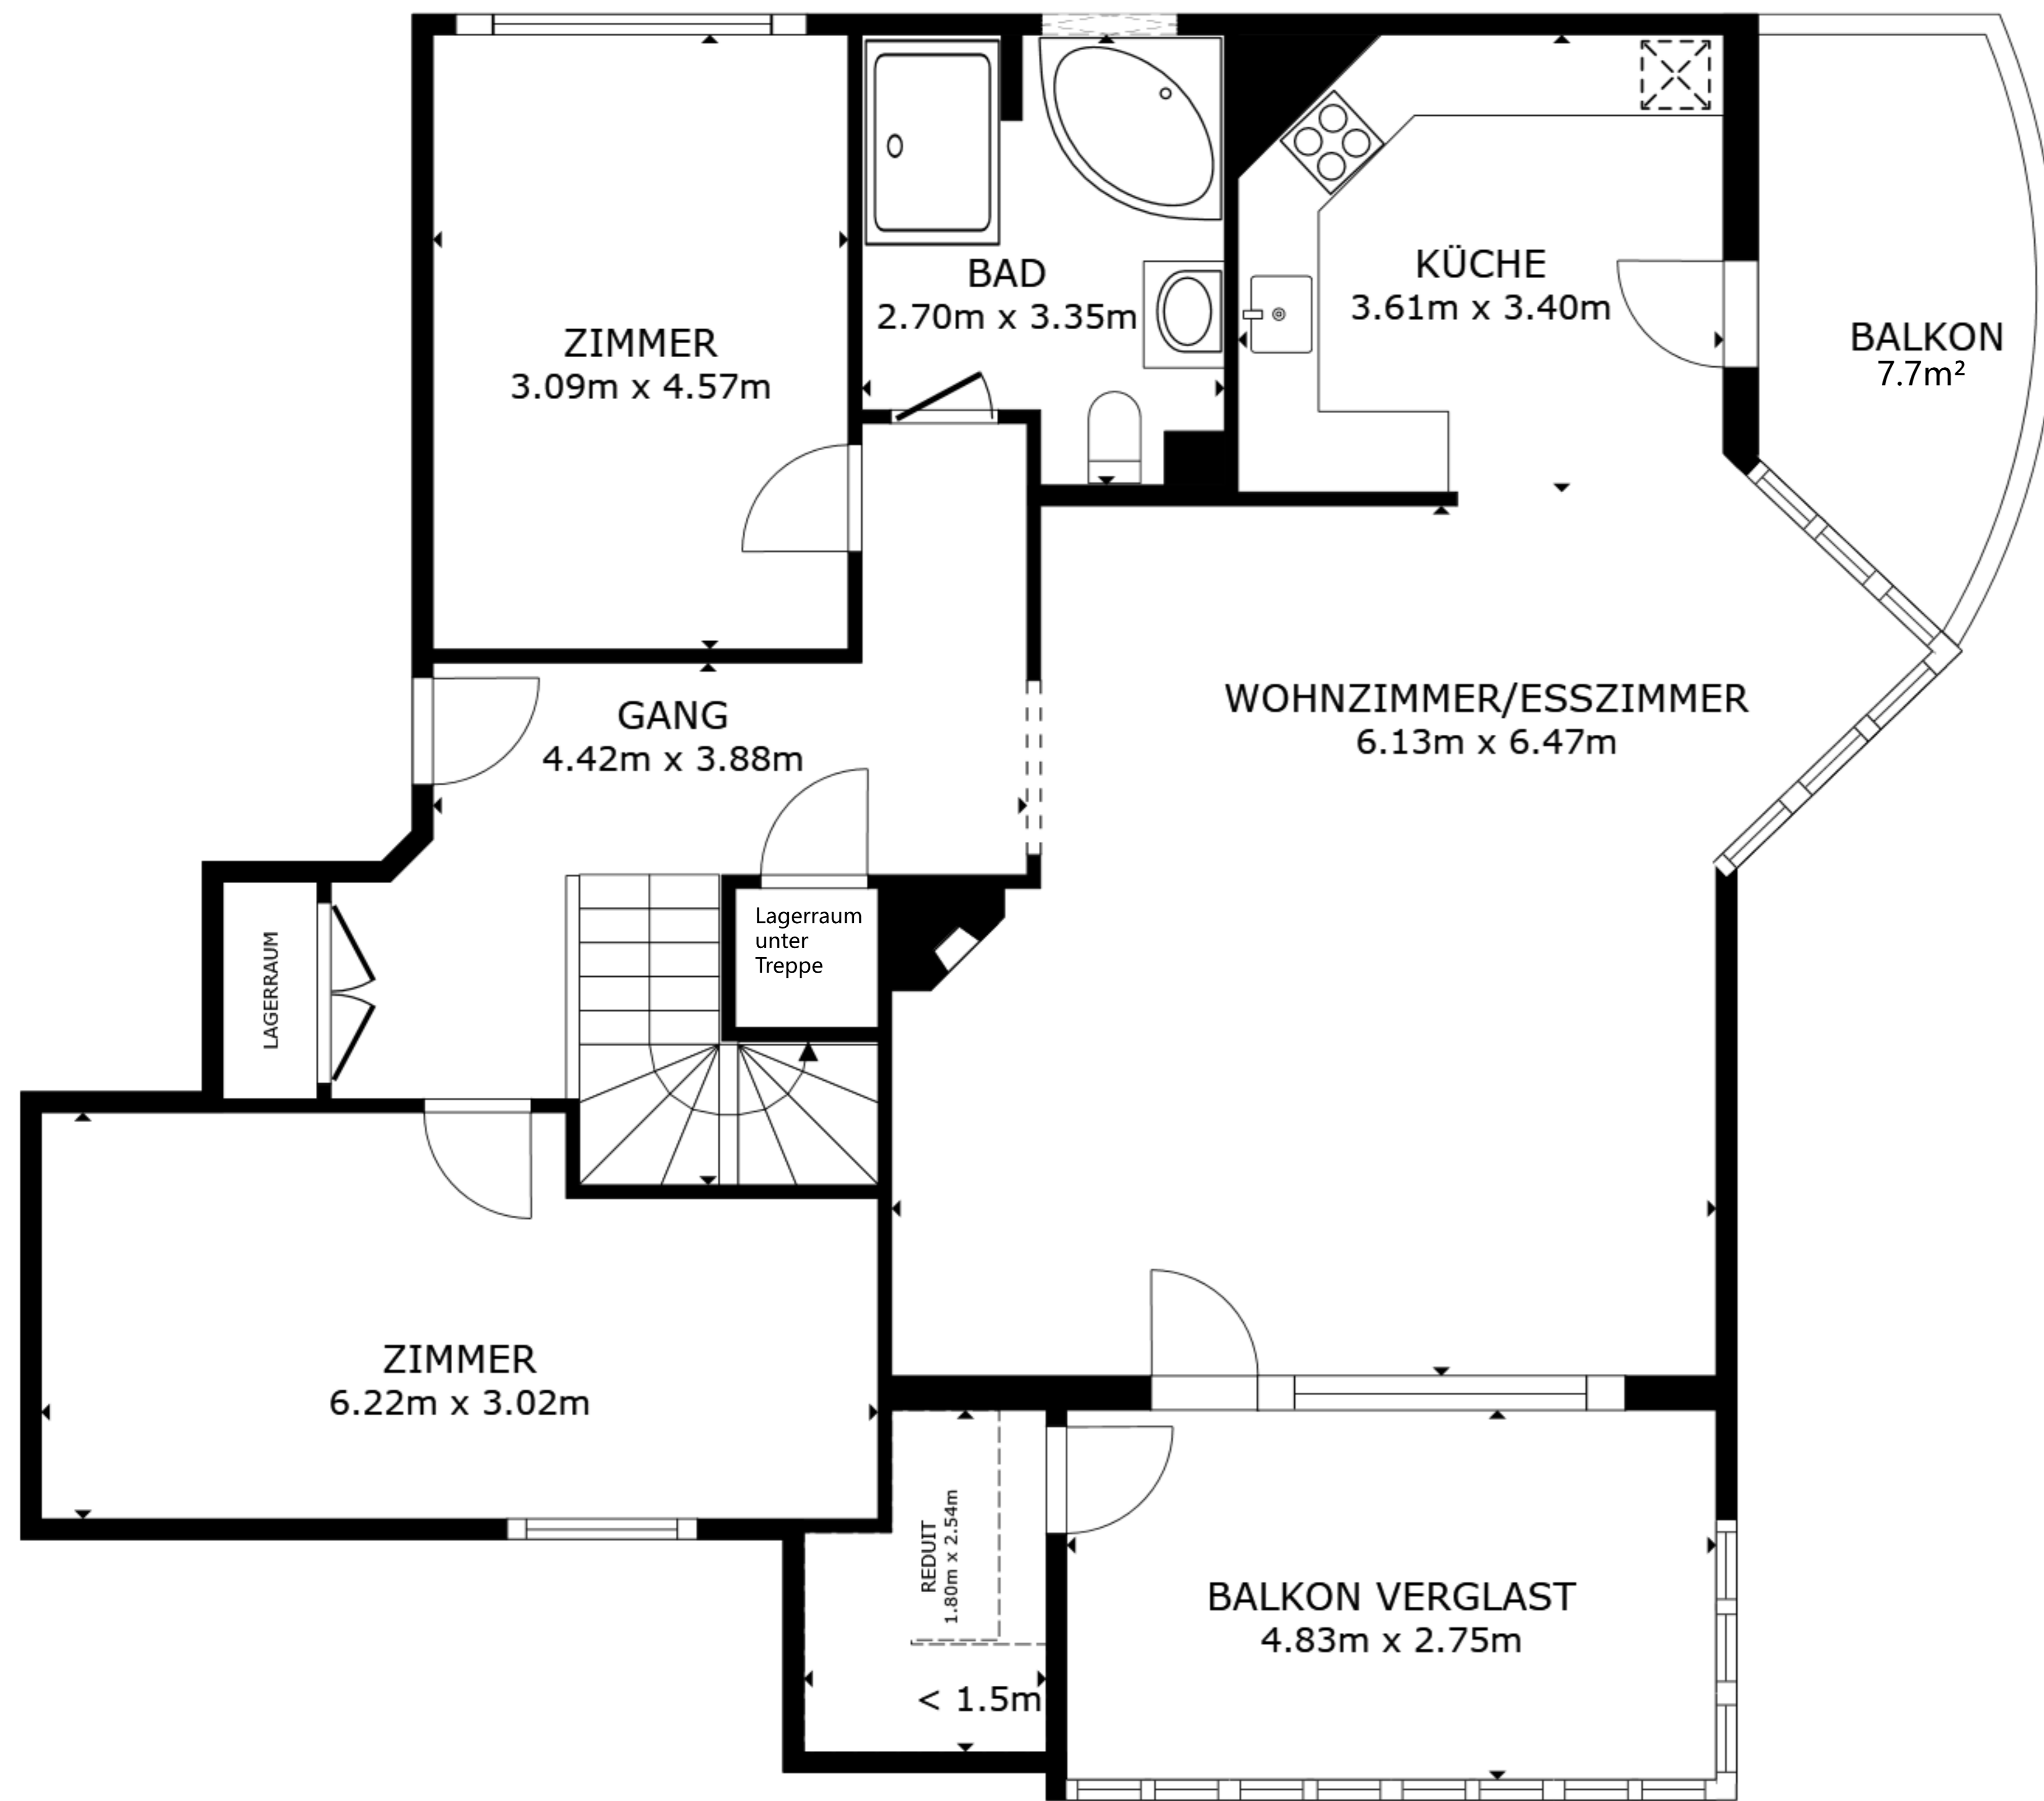 BAD
2.70m x 3.35m
KÜCHE
3.61m x 3.40m
ZIMMER
3.09m x 4.57m
BALKON
7.7m²
GANG
4.42m x 3.88m
WOHNZIMMER/ESSZIMMER
6.13m x 6.47m
LAGERRAUM
Lagerraum
unter
Treppe
ZIMMER
6.22m x 3.02m
REDUIT
1.80m x 2.54m
< 1.5m
BALKON VERGLAST
4.83m x 2.75m